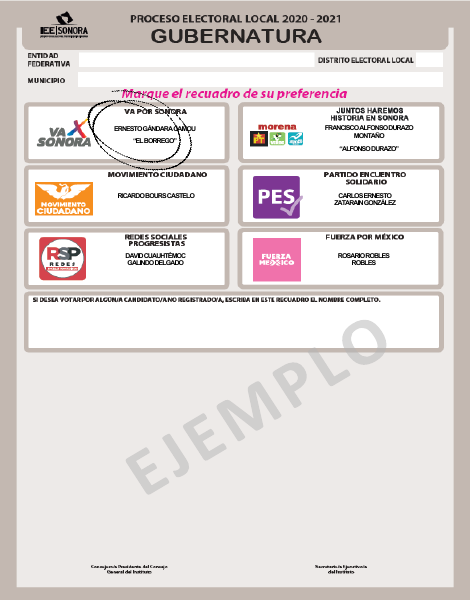 IEE|SONORA
PROCESO ELECTORAL LOCAL 2020 - 2021
GUBERNATURA
ENTIDAD
FEDERATIVA
DISTRITO ELECTORAL LOCAL
MUNICIPIO
Marque el recuadro de su preferencia
VA
SONORA
VA POR SONORA
ERNESTO GÁNDARA CAMOU
"EL BORREGO"
morena
JUNTOS HAREMOS
HISTORIA EN SONORA
FRANCISCO ALFONSO DURAZO
MONTAÑO
"ALFONSO DURAZO"
MOVIMIENTO
CIUDADANO
MOVIMIENTO CIUDADANO
RICARDO BOURS CASTELO
PES
PARTIDO ENCUENTRO
SOLIDARIO
CARLOS ERNESTO
ZATARAIN GONZÁLEZ
RSP
REDES
REDES SOCIALES
PROGRESISTAS
DAVID CUAUHTÉMOC
GALINDO DELGADO
FUERZA
MÉXICO
FUERZA POR MÉXICO
ROSARIO ROBLES
ROBLES
SI DESEA VOTAR POR ALGÚN/A CANDIDATO/A NO REGISTRADO/A, ESCRIBA EN ESTE RECUADRO EL NOMBRE COMPLETO.
EJEMPLO
Consejero/a Presidente del Consejo
General del Instituto
Secretario/a Ejecutivo/a
del Instituto